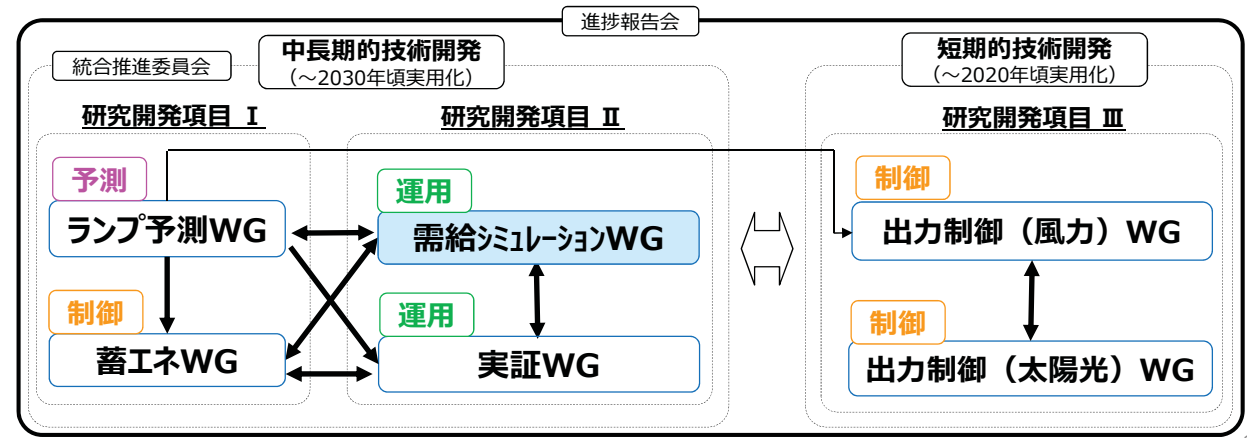 進捗報告会
統合推進委員会
中長期的技術開発
（～2030年頃実用化）
短期的技術開発
（～2020年頃実用化）
研究開発項目 Ⅰ
研究開発項目 Ⅱ
研究開発項目 Ⅲ
予測
ランプ予測WG
制御
蓄エネWG
運用
需給シミュレーションWG
運用
実証WG
制御
出力制御（風力）WG
制御
出力制御（太陽光）WG